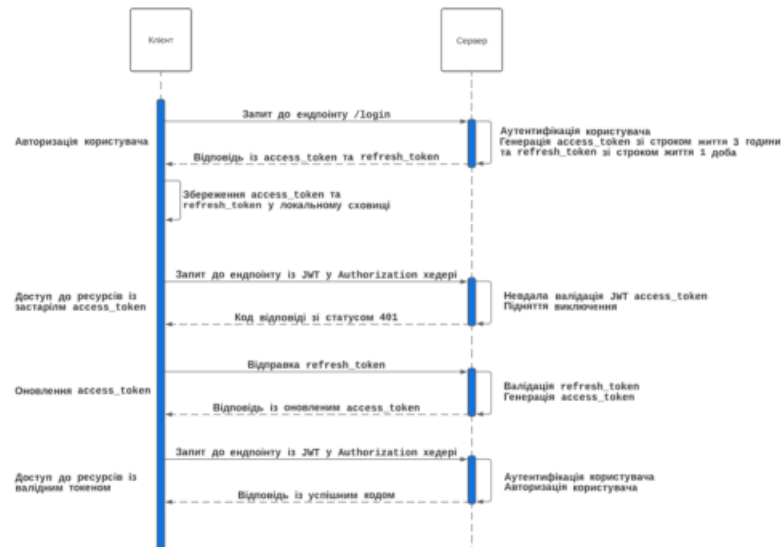 Клієнт
Сервер
Запит до ендпоінту /login
Авторизація користувача
Аутентифікація користувача
Генерація access_token зі строком життя 3 години
та refresh_token зі строком життя 1 доба
Відповідь із access_token та refresh_token
Збереження access_token та
refresh_token у локальному сховищі
Запит до ендпоінту із JWT у Authorization хедері
Доступ до ресурсів із
застарілм access_token
Невдала валідація JWT access_token
Підняття виключення
Код відповіді зі статусом 401
Відправка refresh_token
Оновлення access_token
Валідація refresh_token
Генерація access_token
Відповідь із оновленим access_token
Запит до ендпоінту із JWT у Authorization хедері
Доступ до ресурсів із
валідним токеном
Аутентифікація користувача
Авторизація користувача
Відповідь із успішним кодом